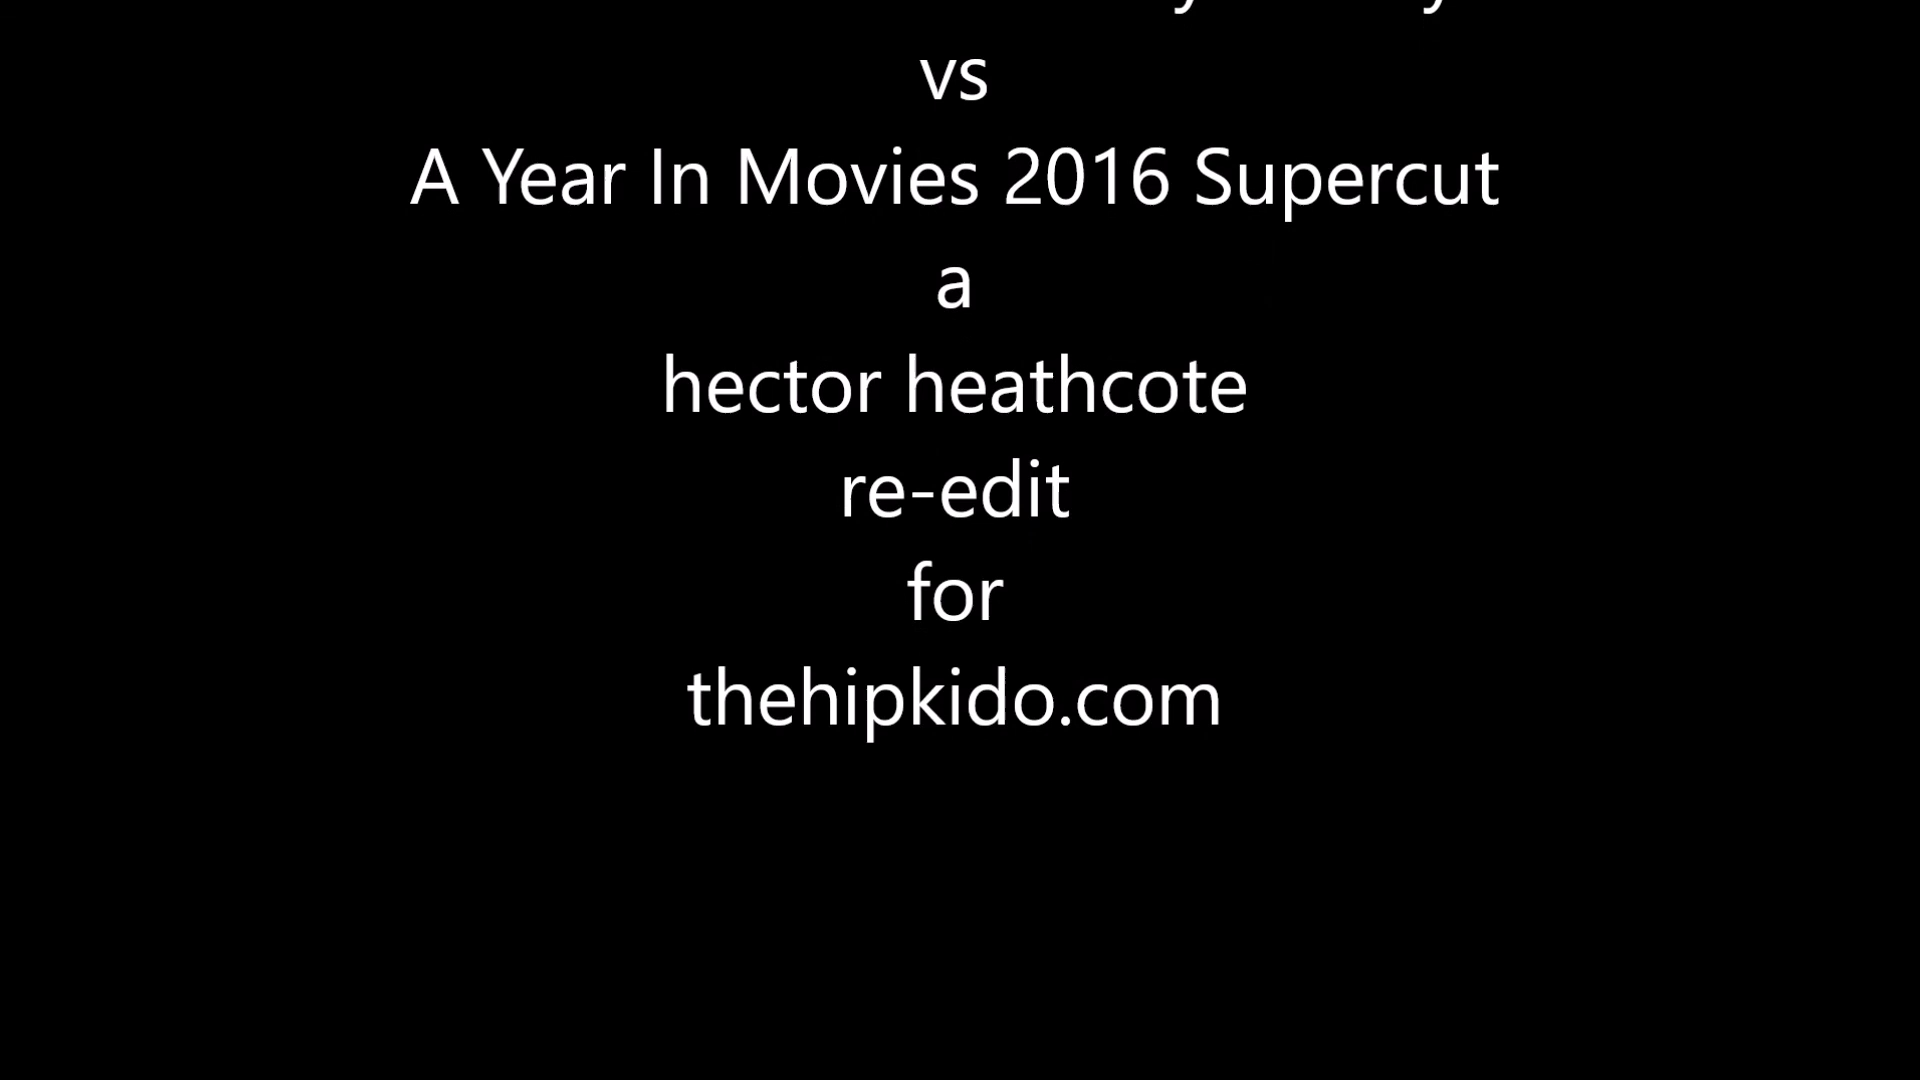 vs
A Year In Movies 2016 Supercut
a
hector heathcote
re-edit
for
thehipkido.com